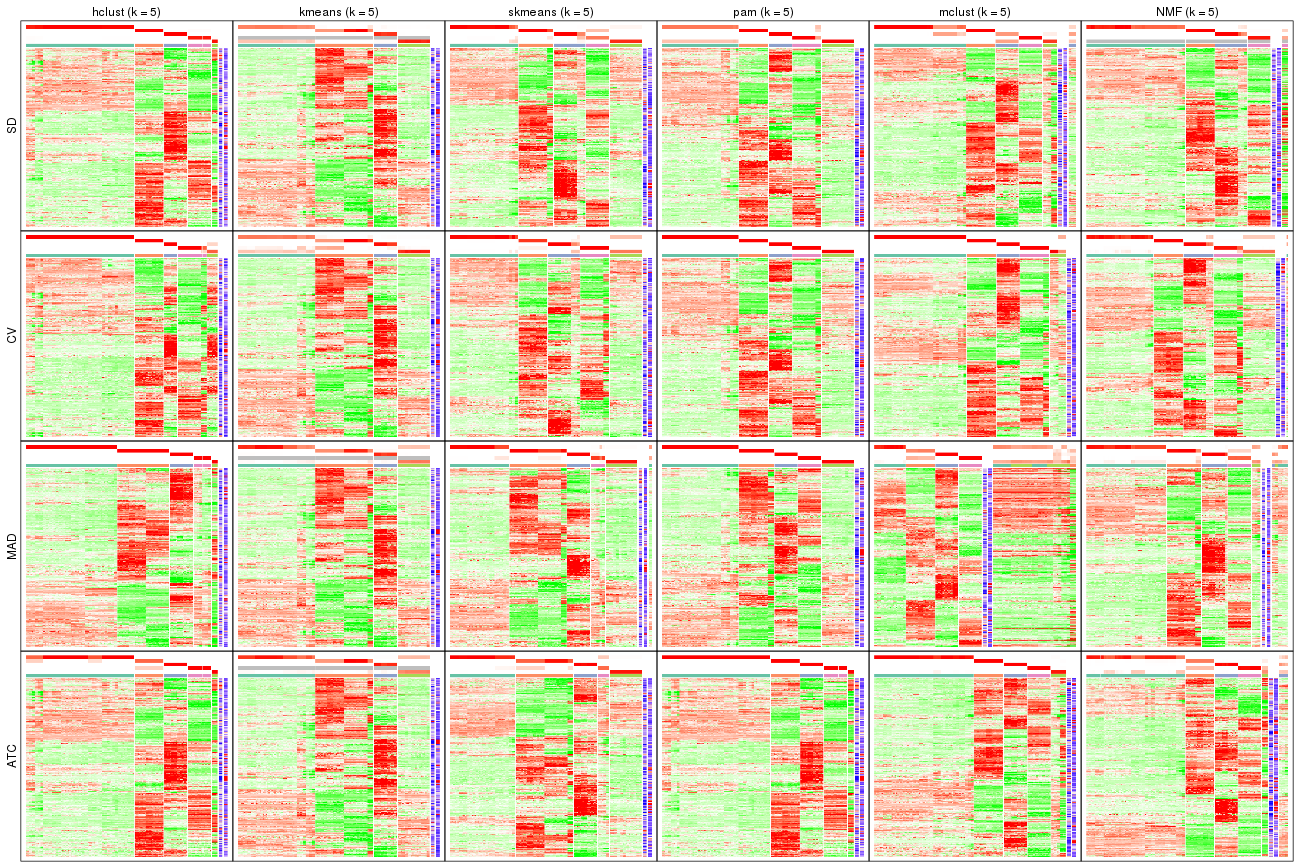 hclust (k = 5) kmeans (k = 5) skmeans (k = 5) pam (k = 5) mclust (k = 5) NMF (k = 5)
SD
CV
MAD
ATC